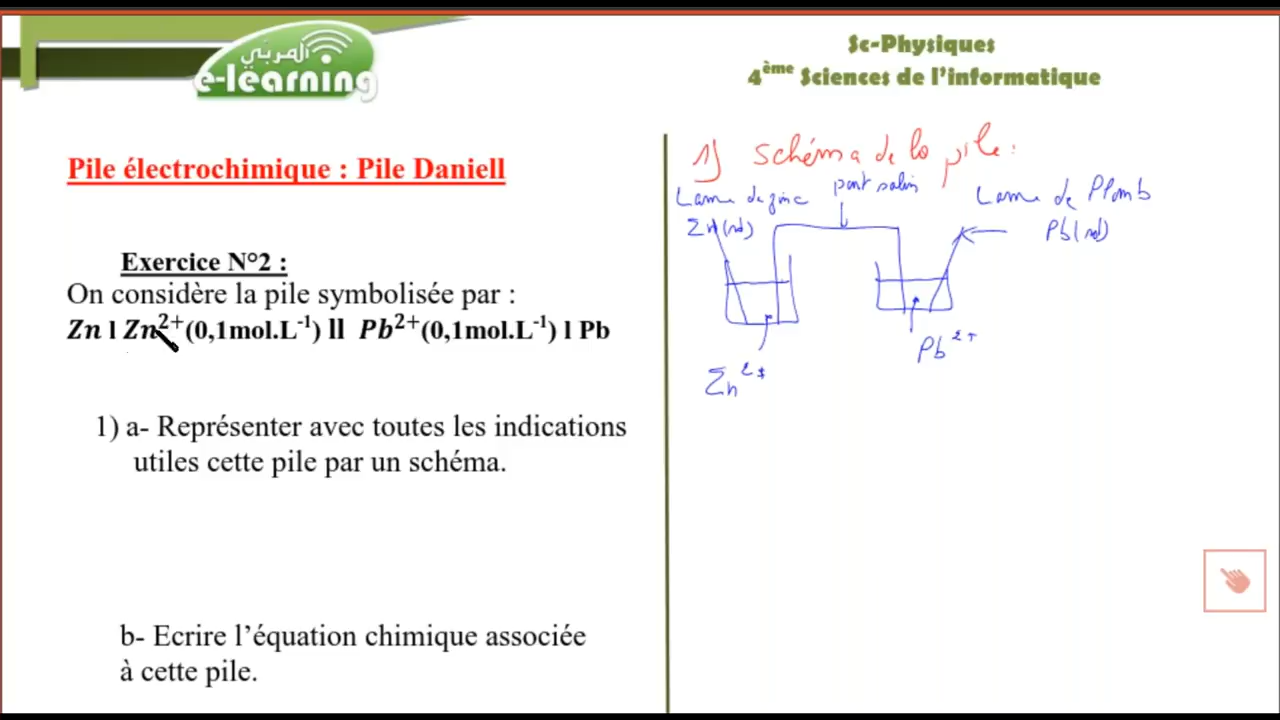 المربي
e-learning
Sc-Physiques
4ème Sciences de l'informatique
Pile électrochimique : Pile Daniell
Exercice N°2 :
On considère la pile symbolisée par :
Zn l Zn²⁺(0,1mol.L⁻¹) ll Pb²⁺(0,1mol.L⁻¹) l Pb
1) a- Représenter avec toutes les indications
utiles cette pile par un schéma.
b- Ecrire l'équation chimique associée
à cette pile.
1) schéma de la pile :
Lame de zinc
Zn (sd)
pont salin
Lame de Plomb
Pb (sd)
Zn²⁺
Pb²⁺